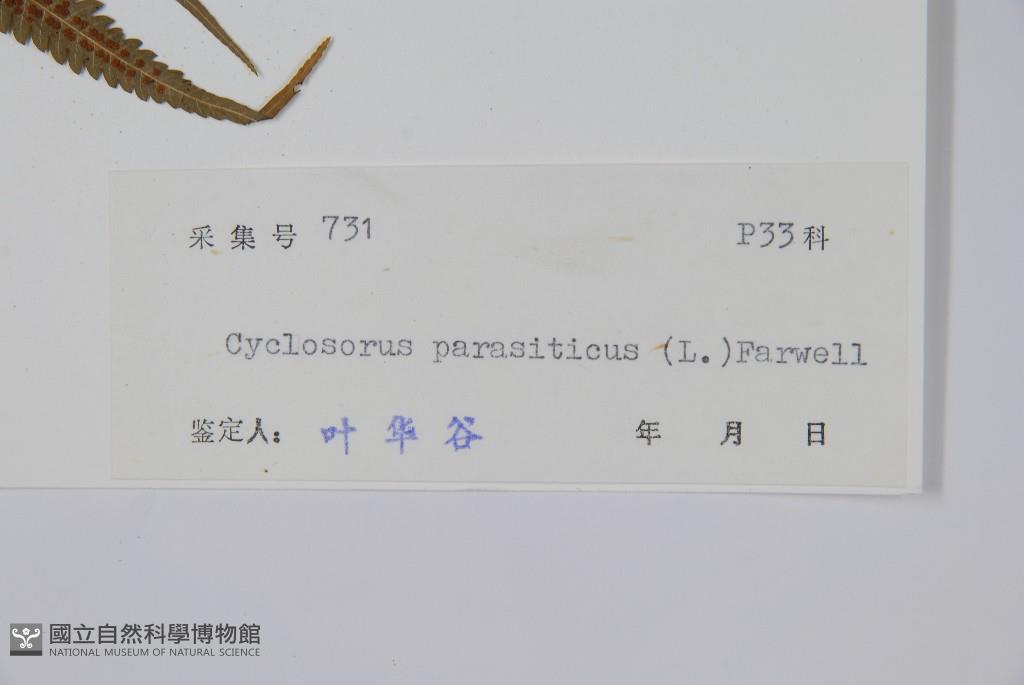 采集号 731 P33科
Cyclosorus parasiticus (L.)Farwell
鉴定人: 叶华谷 年 月 日
國立自然科學博物館
NATIONAL MUSEUM OF NATURAL SCIENCE